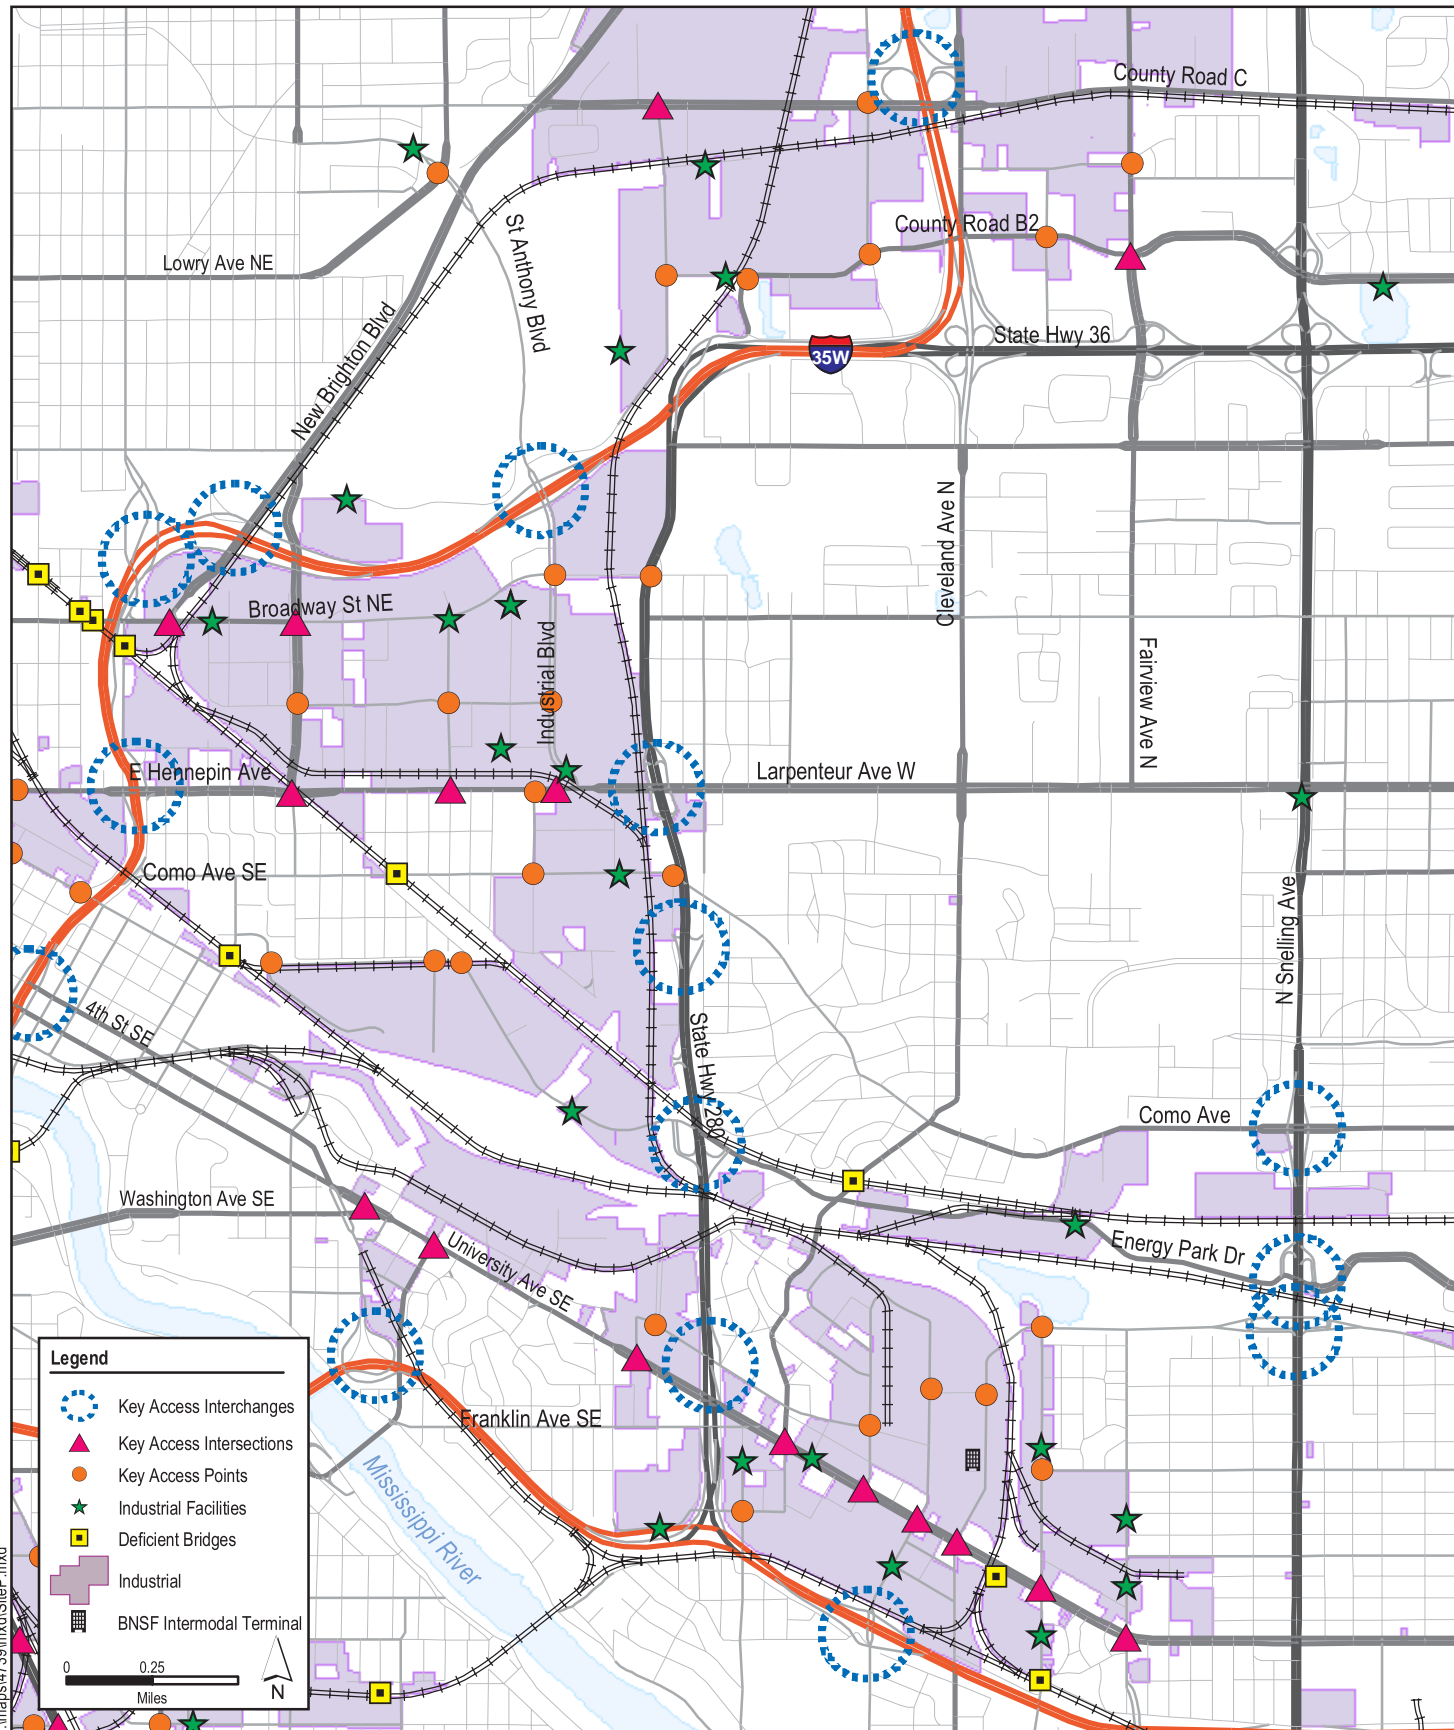 County Road C
St Anthony Blvd
County Road B2
Lowry Ave NE
New Brighton Blvd
State Hwy 36
35W
Cleveland Ave N
Broadway St NE
Industrial Blvd
Fairview Ave N
E Hennepin Ave
Larpenteur Ave W
Como Ave SE
N Snelling Ave
4th St SE
State Hwy 280
Como Ave
Washington Ave SE
University Ave SE
Energy Park Dr
Franklin Ave SE
Mississippi River
Legend
Key Access Interchanges
Key Access Intersections
Key Access Points
Industrial Facilities
Deficient Bridges
Industrial
BNSF Intermodal Terminal
0 0.25
Miles
N